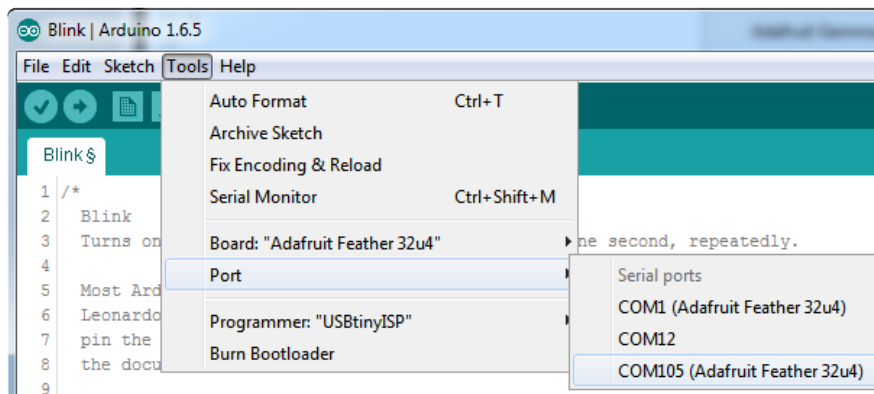 Blink | Arduino 1.6.5
File Edit Sketch Tools Help
Auto Format Ctrl+T
Archive Sketch
Fix Encoding & Reload
Serial Monitor Ctrl+Shift+M
Board: "Adafruit Feather 32u4"
Port
Programmer: "USBtinyISP"
Burn Bootloader
Serial ports
COM1 (Adafruit Feather 32u4)
COM12
COM105 (Adafruit Feather 32u4)
Blink §
1 /*
2 Blink
3 Turns on ne second, repeatedly.
4
5 Most Ard
6 Leonardo
7 pin the
8 the docu
9